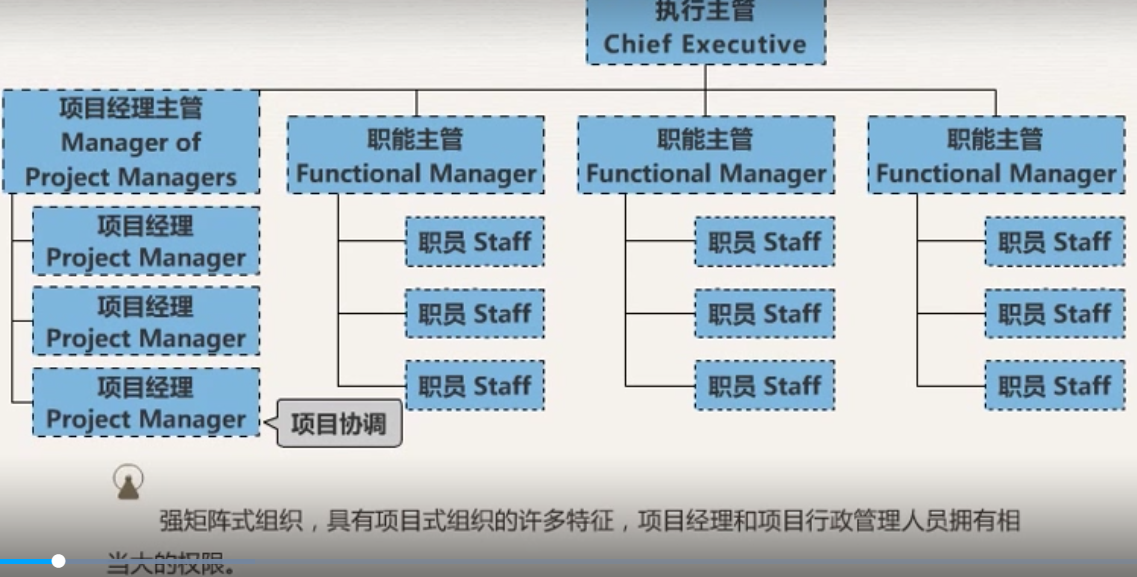 执行主管
Chief Executive
项目经理主管
Manager of
Project Managers
项目经理
Project Manager
项目经理
Project Manager
项目经理
Project Manager
项目协调
职能主管
Functional Manager
职员 Staff
职员 Staff
职员 Staff
职能主管
Functional Manager
职员 Staff
职员 Staff
职员 Staff
职能主管
Functional Manager
职员 Staff
职员 Staff
职员 Staff
强矩阵式组织，具有项目式组织的许多特征，项目经理和项目行政管理人员拥有相
当大的权限。